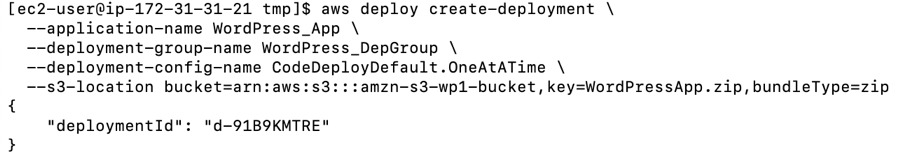 [ec2-user@ip-172-31-31-21 tmp]$ aws deploy create-deployment \
  --application-name WordPress_App \
  --deployment-group-name WordPress_DepGroup \
  --deployment-config-name CodeDeployDefault.OneAtATime \
  --s3-location bucket=arn:aws:s3:::amzn-s3-wp1-bucket,key=WordPressApp.zip,bundleType=zip
{
    "deploymentId": "d-91B9KMTRE"
}